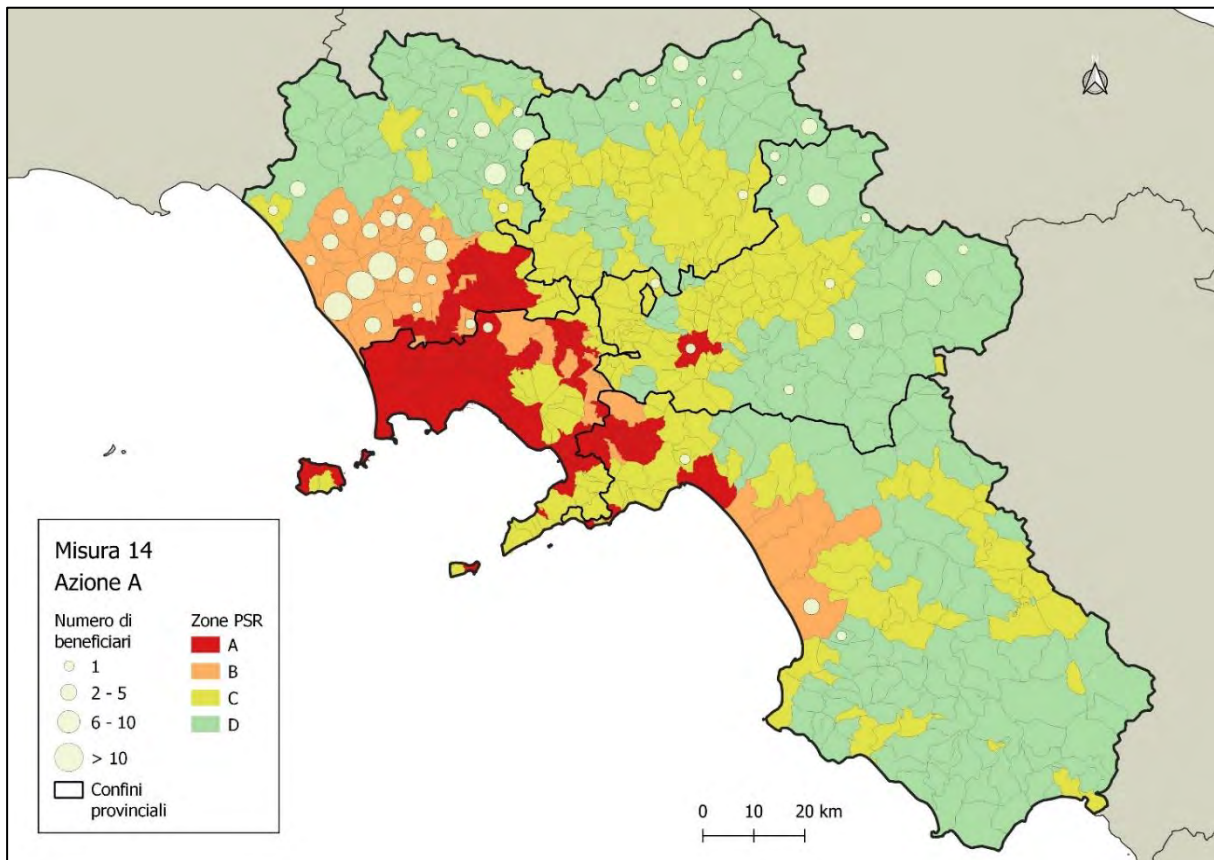 Misura 14
Azione A
Numero di
beneficiari
1
2 - 5
6 - 10
> 10
Confini
provinciali
Zone PSR
A
B
C
D
0 10 20 km